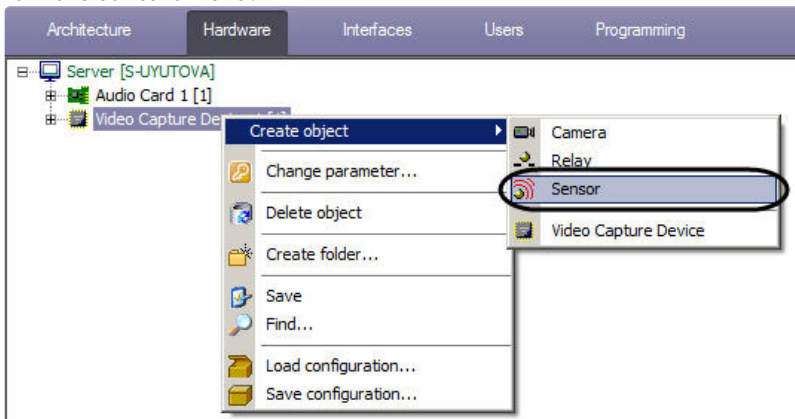 Architecture Hardware Interfaces Users Programming
Server [S-UYUTOVA]
Audio Card 1 [1]
Video Capture
Create object
Change parameter...
Delete object
Create folder...
Save
Find...
Load configuration...
Save configuration...
Camera
Relay
Sensor
Video Capture Device